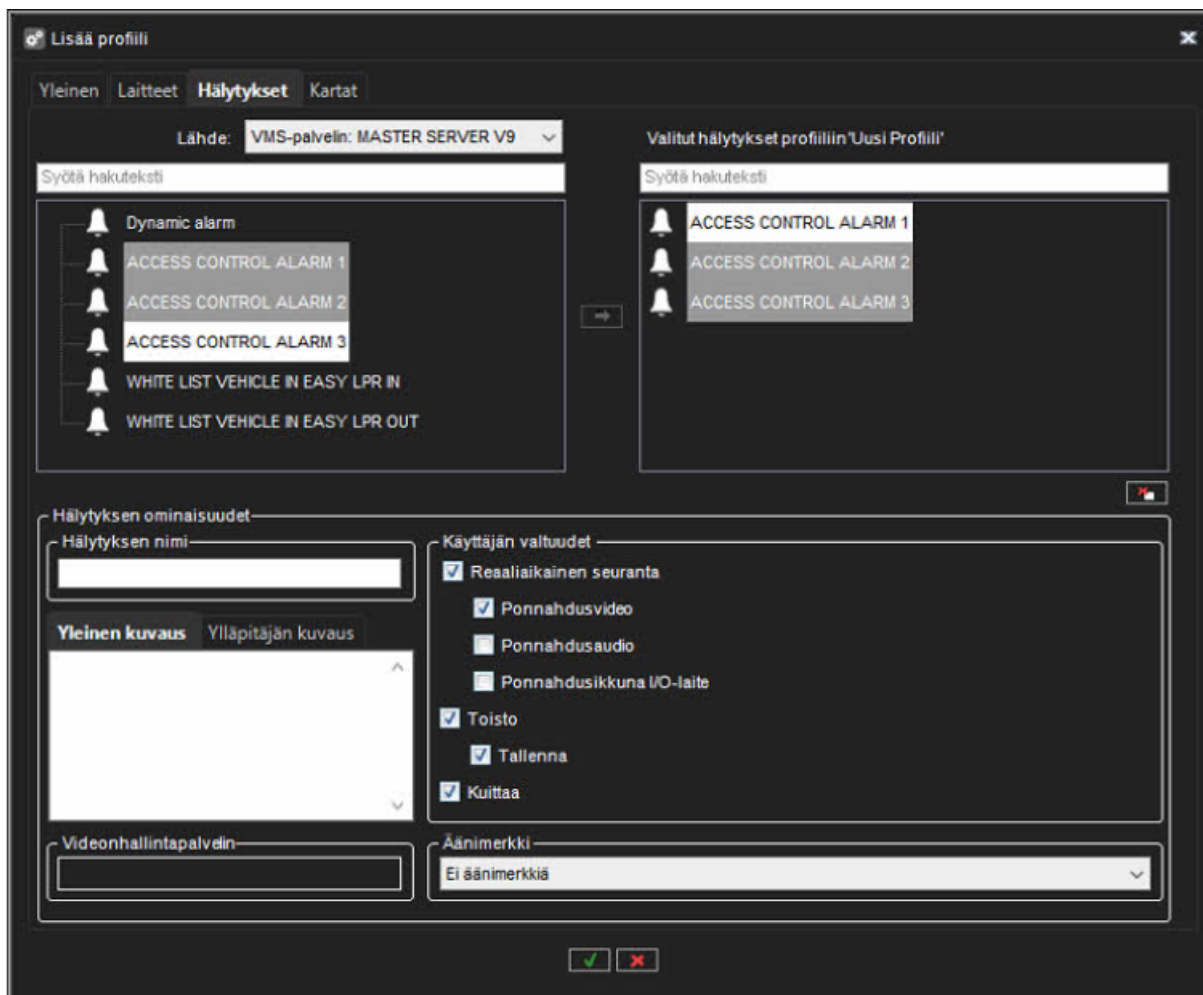 Lisää profiili
Yleinen Laitteet Hälytykset Kartat
Lähde: VMS-palvelin: MASTER SERVER V9
Valitut hälytykset profiiliin 'Uusi Profiili'
Syötä hakuteksti
Syötä hakuteksti
Dynamic alarm
ACCESS CONTROL ALARM 1
ACCESS CONTROL ALARM 2
ACCESS CONTROL ALARM 3
WHITE LIST VEHICLE IN EASY LPR IN
WHITE LIST VEHICLE IN EASY LPR OUT
ACCESS CONTROL ALARM 1
ACCESS CONTROL ALARM 2
ACCESS CONTROL ALARM 3
Hälytyksen ominaisuudet
Hälytyksen nimi
Yleinen kuvaus Ylläpitäjän kuvaus
Videonhallintapalvelin
Käyttäjän valtuudet
Reaaliaikainen seuranta
Ponnahdusvideo
Ponnahdusaudio
Ponnahdusikkuna I/O-laite
Toisto
Tallenna
Kuittaa
Äänimerkki
Ei äänimerkkiä